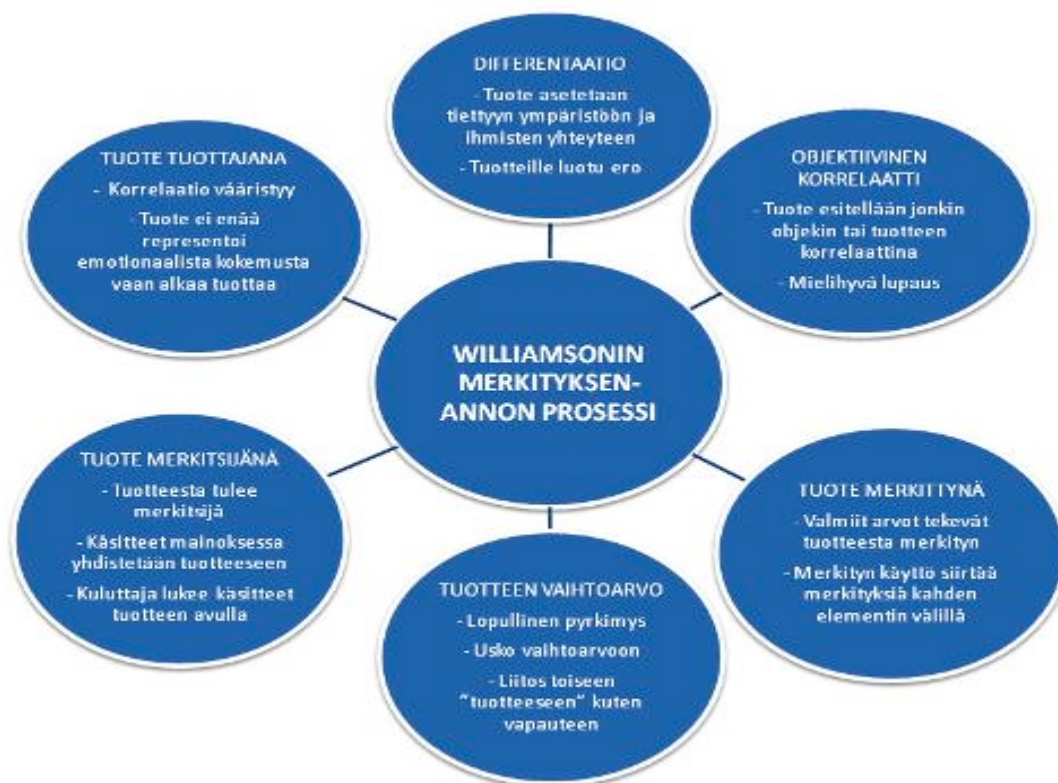 DIFFERENTAATIO
- Tuote asetetaan
tiettyyn ympäristöön ja
ihmisten yhteyteen
- Tuotteille luotu ero
OBJEKTIIVINEN
KORRELAATTI
- Tuote esitellään jonkin
objekin tai tuotteen
korrelaattina
- Mielihyvä lupaus
TUOTE MERKITTYNÄ
- Valmiit arvot tekevät
tuotteesta merkityn
- Merkityn käyttö siirtää
merkityksiä kahden
elementin välillä
TUOTTEEN VAIHTOARVO
- Lopullinen pyrkimys
- Usko vaihtoarvoon
- Liitos toiseen
"tuotteeseen" kuten
vapauteen
TUOTE MERKITSIJÄNÄ
- Tuotteesta tulee
merkitsijä
- Käsitteet mainoksessa
yhdistetään tuotteeseen
- Kuluttaja lukee käsitteet
tuotteen avulla
TUOTE TUOTTAJANA
- Korrelaatio vääristyy
- Tuote ei enää
representoi
emotionaalista kokemusta
vaan alkaa tuottaa
WILLIAMSONIN
MERKITYKSEN-
ANNON PROSESSI